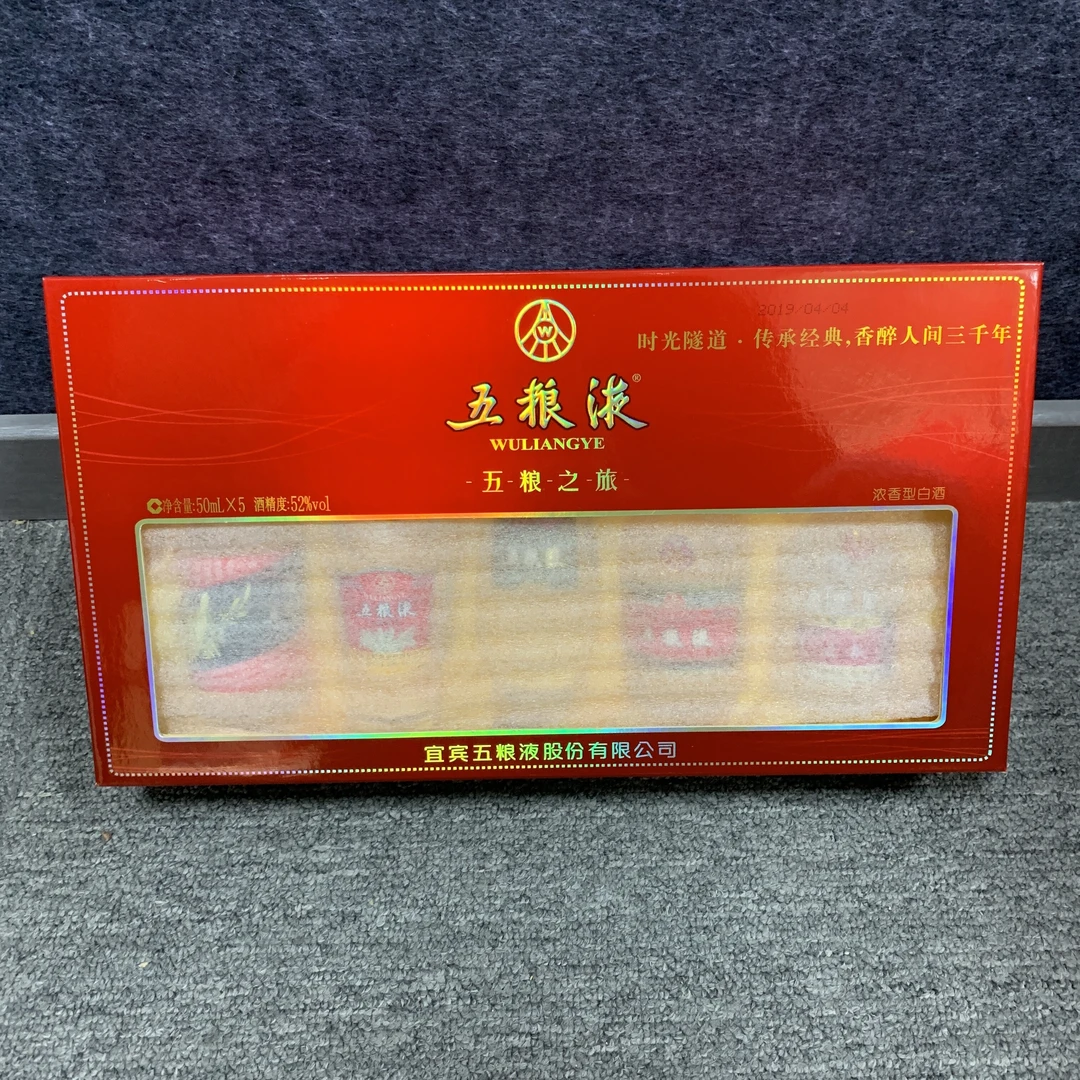 2019/04/04
时光隧道·传承经典,香醉人间三千年
W
五粮液®
WULIANGYE
-五-粮-之-旅-
净含量:50mL×5 酒精度:52%vol
浓香型白酒
五粮液
宜宾五粮液股份有限公司